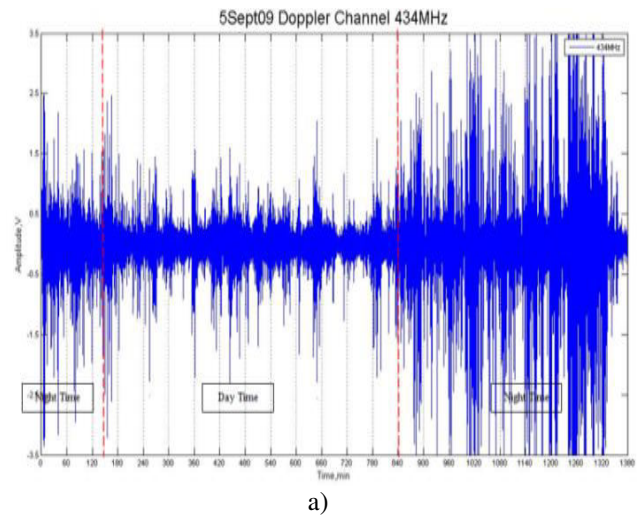 5Sept09 Doppler Channel 434MHz
434MHz
3.5
2.5
1.5
0.5
-0.5
-1.5
-2.5
-3.5
Amplitude,V
Night Time
Day Time
Night Time
0 60 120 180 240 300 360 420 480 540 600 660 720 780 840 900 960 1020 1080 1140 1200 1260 1320 1380
Time,min
a)